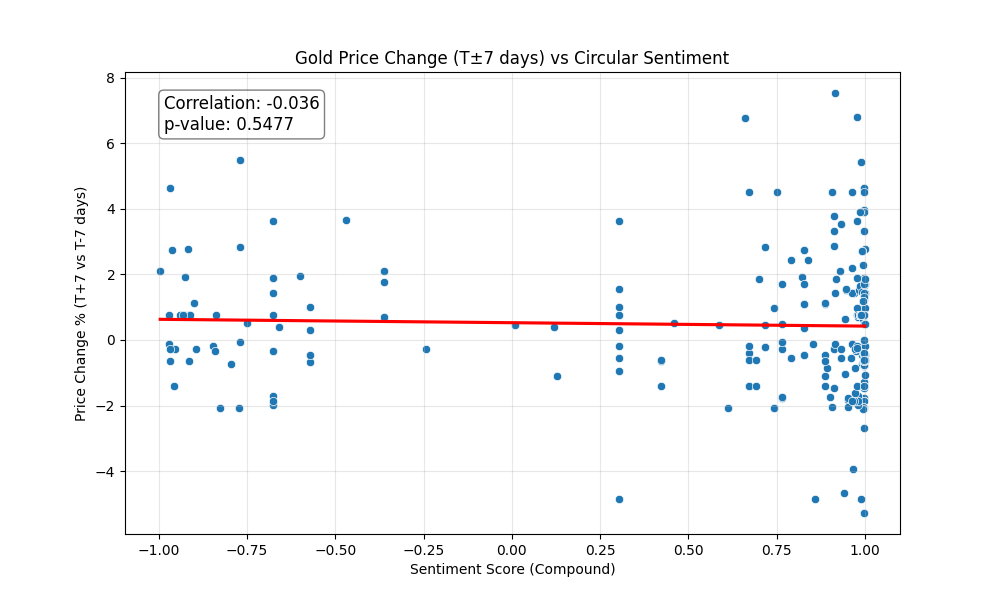 Gold Price Change (T±7 days) vs Circular Sentiment
Correlation: -0.036
p-value: 0.5477
Price Change % (T+7 vs T-7 days)
8
6
4
2
0
−2
−4
−1.00 −0.75 −0.50 −0.25 0.00 0.25 0.50 0.75 1.00
Sentiment Score (Compound)